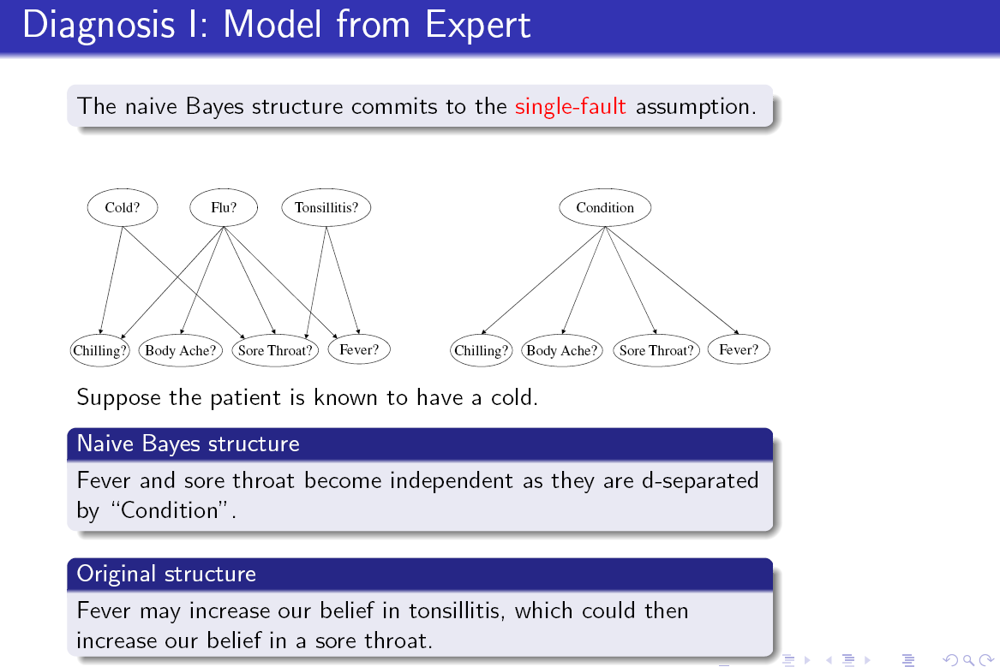 Diagnosis I: Model from Expert
The naive Bayes structure commits to the single-fault assumption.
Cold? Flu? Tonsillitis? Condition
Chilling? Body Ache? Sore Throat? Fever? Chilling? Body Ache? Sore Throat? Fever?
Suppose the patient is known to have a cold.
Naive Bayes structure
Fever and sore throat become independent as they are d-separated
by “Condition”.
Original structure
Fever may increase our belief in tonsillitis, which could then
increase our belief in a sore throat.